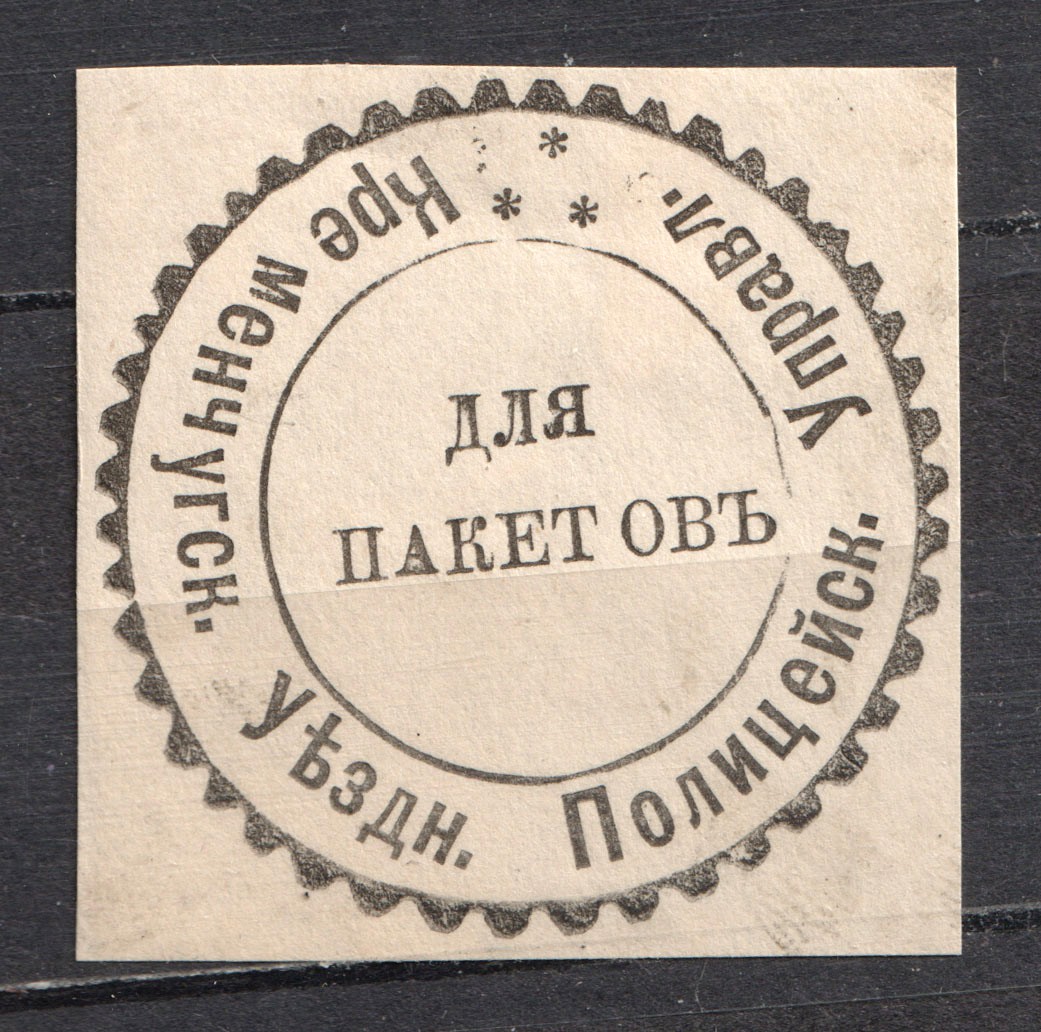 Кременчугск. уѣздн. Полицейск. Управл.
ДЛЯ
ПАКЕТОВЪ